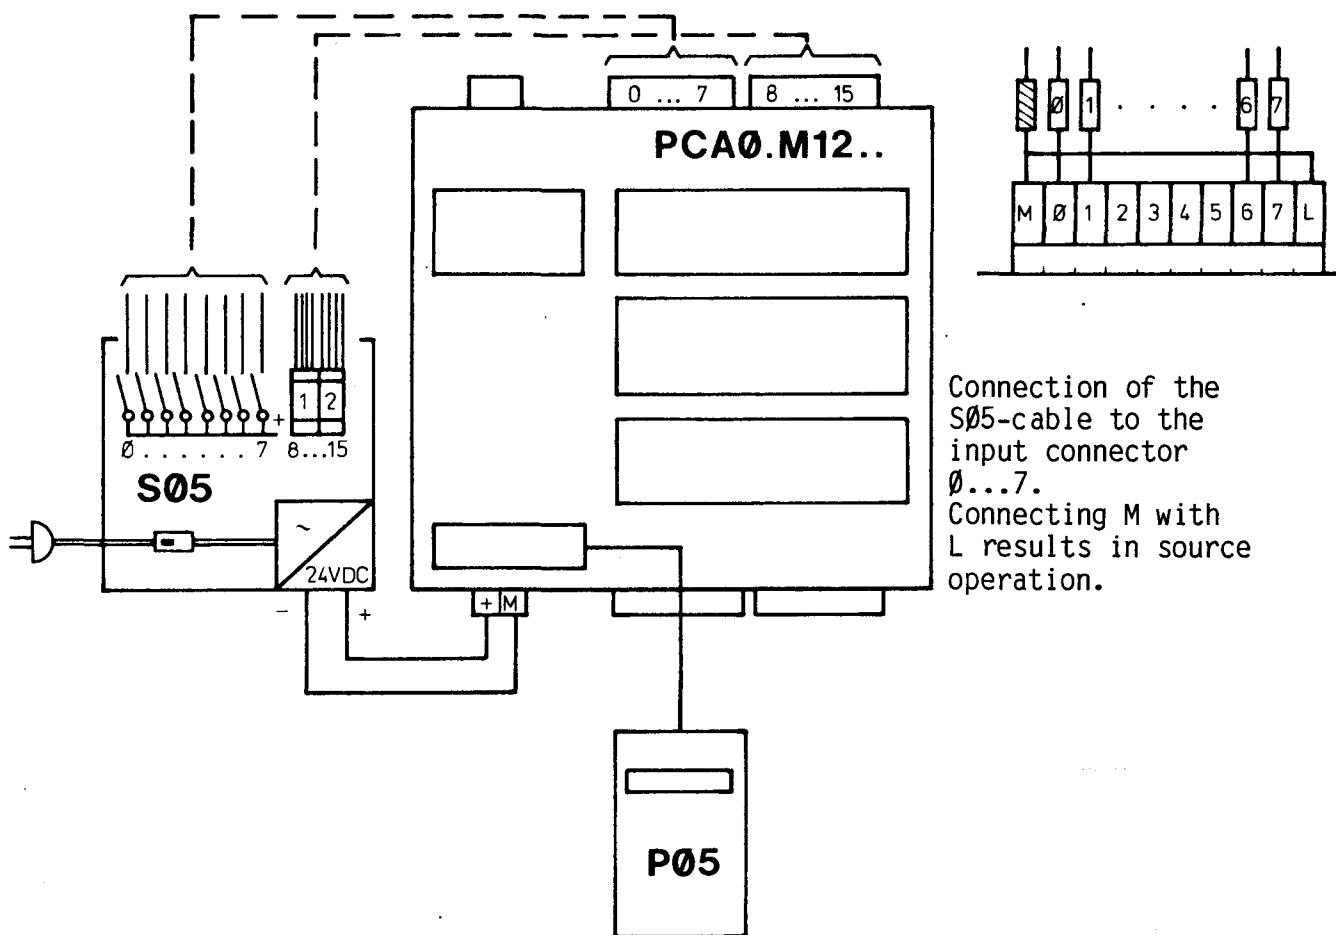 0 ... 7 8 ... 15
PCAØ.M12..
Ø 1 . . . . 6 7
M Ø 1 2 3 4 5 6 7 L
1 2
+
Ø . . . . . . 7 8...15
SØ5
~
24VDC
- +
+ M
Connection of the
SØ5-cable to the
input connector
Ø...7.
Connecting M with
L results in source
operation.
PØ5